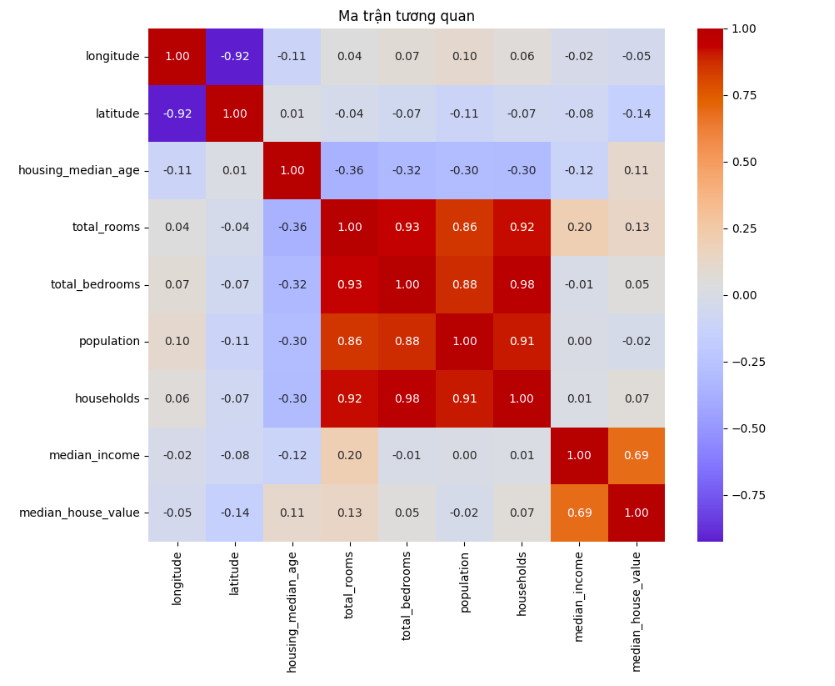 Ma trận tương quan
longitude 1.00 -0.92 -0.11 0.04 0.07 0.10 0.06 -0.02 -0.05
latitude -0.92 1.00 0.01 -0.04 -0.07 -0.11 -0.07 -0.08 -0.14
housing_median_age -0.11 0.01 1.00 -0.36 -0.32 -0.30 -0.30 -0.12 0.11
total_rooms 0.04 -0.04 -0.36 1.00 0.93 0.86 0.92 0.20 0.13
total_bedrooms 0.07 -0.07 -0.32 0.93 1.00 0.88 0.98 -0.01 0.05
population 0.10 -0.11 -0.30 0.86 0.88 1.00 0.91 0.00 -0.02
households 0.06 -0.07 -0.30 0.92 0.98 0.91 1.00 0.01 0.07
median_income -0.02 -0.08 -0.12 0.20 -0.01 0.00 0.01 1.00 0.69
median_house_value -0.05 -0.14 0.11 0.13 0.05 -0.02 0.07 0.69 1.00
longitude
latitude
housing_median_age
total_rooms
total_bedrooms
population
households
median_income
median_house_value
1.00
0.75
0.50
0.25
0.00
−0.25
−0.50
−0.75